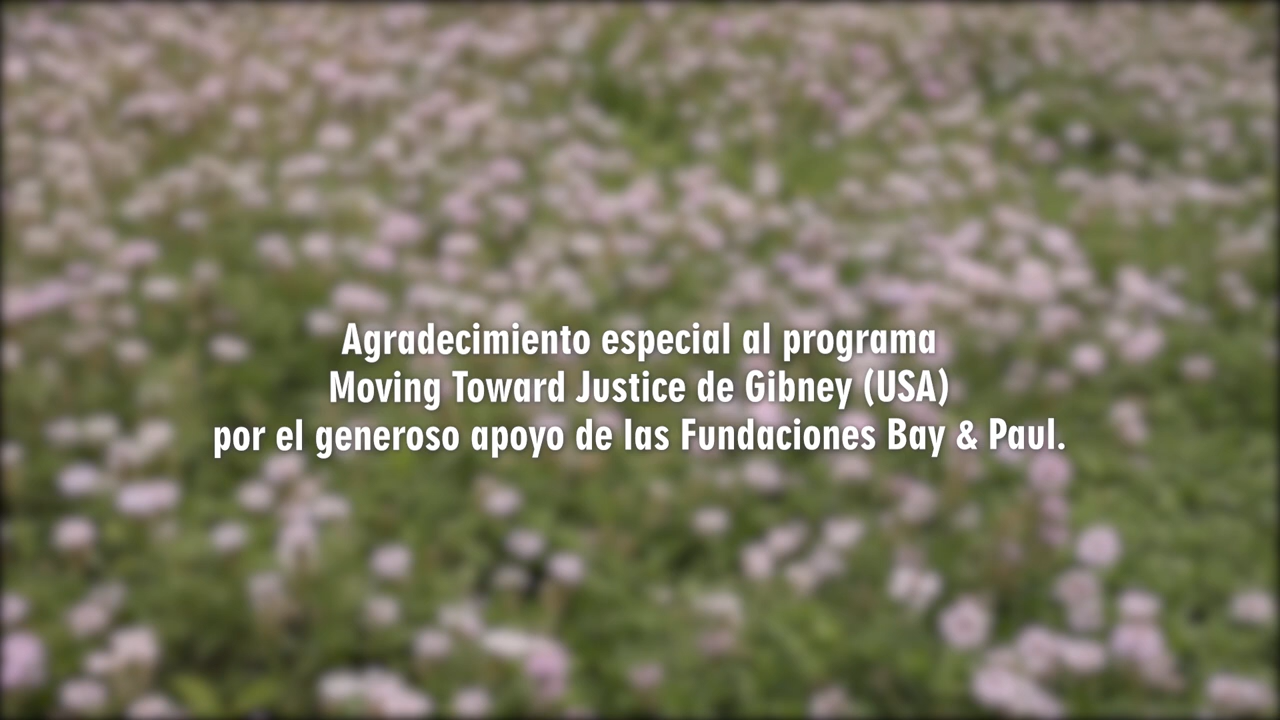 Agradecimiento especial al programa
Moving Toward Justice de Gibney (USA)
por el generoso apoyo de las Fundaciones Bay & Paul.